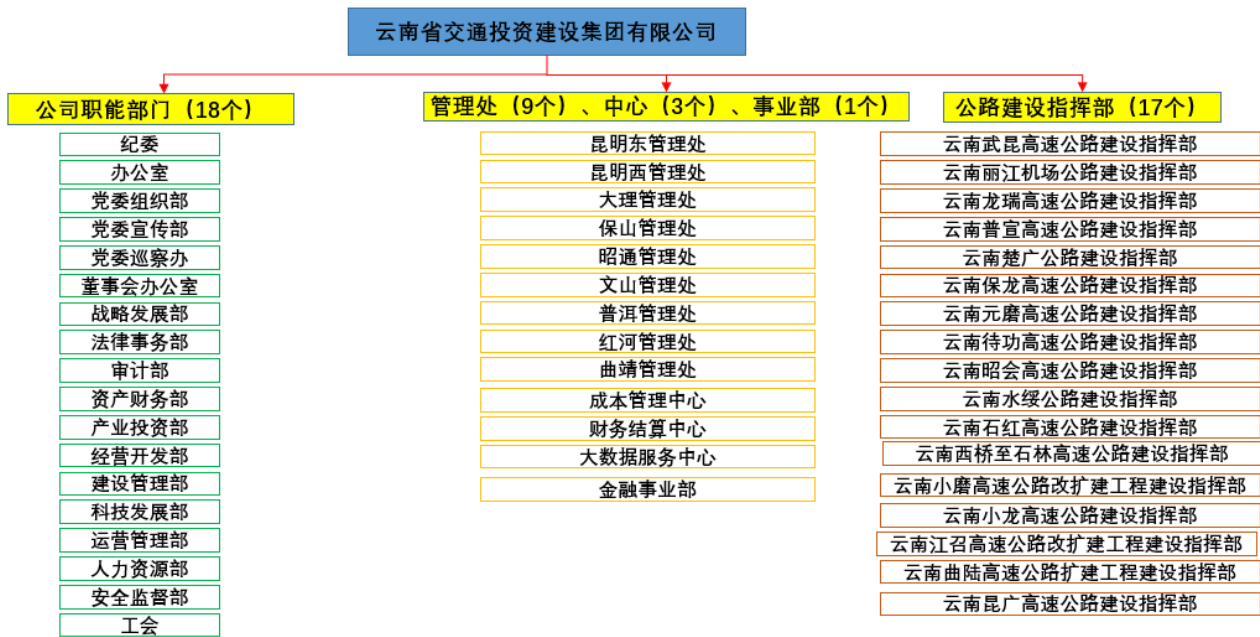 云南省交通投资建设集团有限公司
公司职能部门（18个）
纪委
办公室
党委组织部
党委宣传部
党委巡察办
董事会办公室
战略发展部
法律事务部
审计部
资产财务部
产业投资部
经营开发部
建设管理部
科技发展部
运营管理部
人力资源部
安全监督部
工会
管理处（9个）、中心（3个）、事业部（1个）
昆明东管理处
昆明西管理处
大理管理处
保山管理处
昭通管理处
文山管理处
普洱管理处
红河管理处
曲靖管理处
成本管理中心
财务结算中心
大数据服务中心
金融事业部
公路建设指挥部（17个）
云南武昆高速公路建设指挥部
云南丽江机场公路建设指挥部
云南龙瑞高速公路建设指挥部
云南普宣高速公路建设指挥部
云南楚广公路建设指挥部
云南保龙高速公路建设指挥部
云南元磨高速公路建设指挥部
云南待功高速公路建设指挥部
云南昭会高速公路建设指挥部
云南水绥公路建设指挥部
云南石红高速公路建设指挥部
云南西桥至石林高速公路建设指挥部
云南小磨高速公路改扩建工程建设指挥部
云南小龙高速公路建设指挥部
云南江召高速公路改扩建工程建设指挥部
云南曲陆高速公路扩建工程建设指挥部
云南昆广高速公路建设指挥部